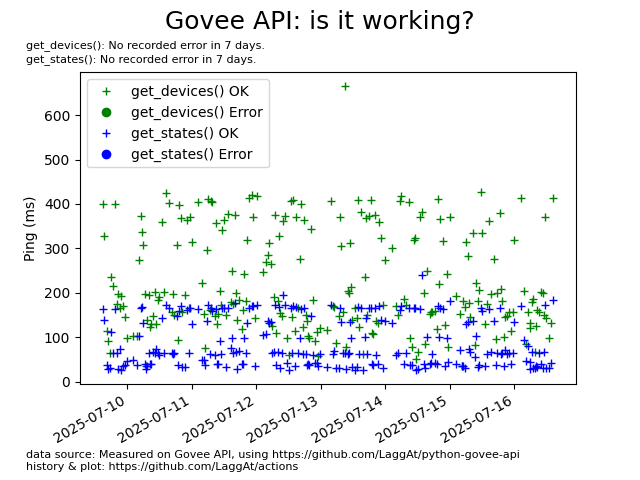 Govee API: is it working?
get_devices(): No recorded error in 7 days.
get_states(): No recorded error in 7 days.
get_devices() OK
get_devices() Error
get_states() OK
get_states() Error
Ping (ms)
600
500
400
300
200
100
0
2025-07-10
2025-07-11
2025-07-12
2025-07-13
2025-07-14
2025-07-15
2025-07-16
data source: Measured on Govee API, using https://github.com/LaggAt/python-govee-api
history & plot: https://github.com/LaggAt/actions